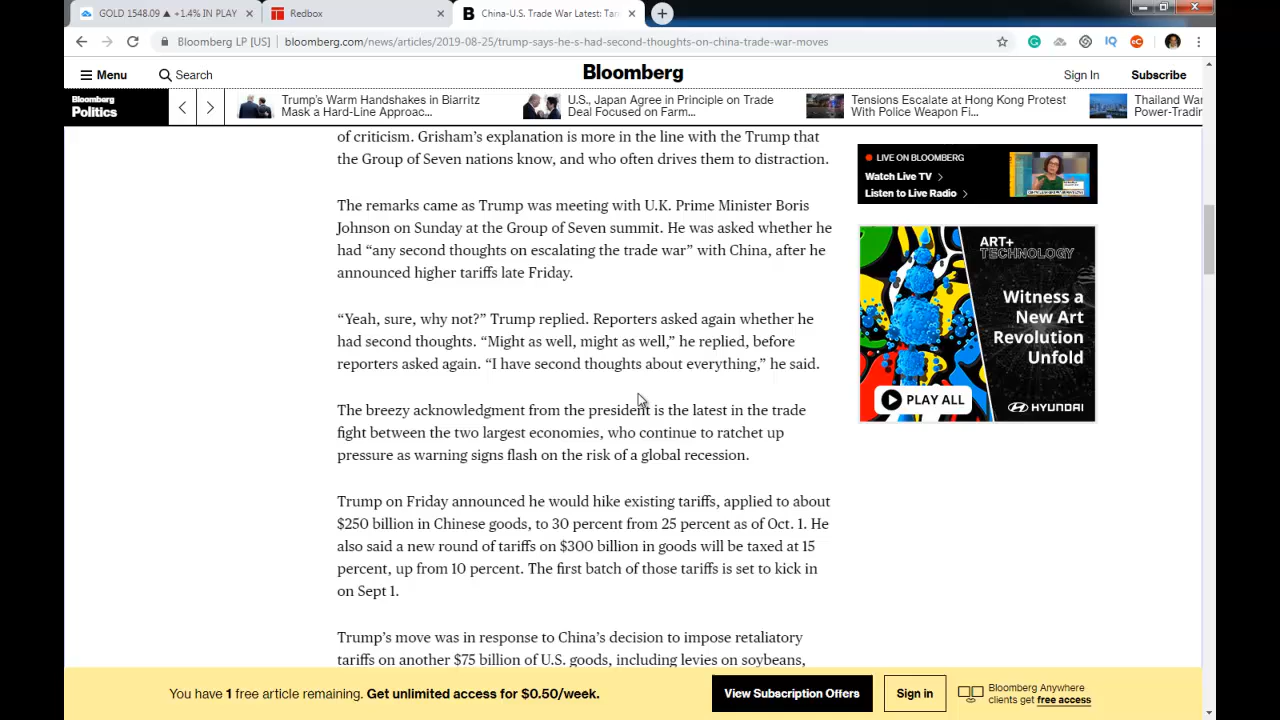 GOLD 1548.09 ▲ +1.4% IN PLAY
Redbox
China-U.S. Trade War Latest: Tar
Bloomberg LP [US]
bloomberg.com/news/articles/2019-08-25/trump-says-he-s-had-second-thoughts-on-china-trade-war-moves
Menu
Search
Bloomberg
Sign In
Subscribe
Bloomberg
Politics
Trump's Warm Handshakes in Biarritz
Mask a Hard-Line Approac...
U.S., Japan Agree in Principle on Trade
Deal Focused on Farm...
Tensions Escalate at Hong Kong Protest
With Police Weapon Fi...
Thailand Wa
Power-Trading
of criticism. Grisham's explanation is more in the line with the Trump that
the Group of Seven nations know, and who often drives them to distraction.
The remarks came as Trump was meeting with U.K. Prime Minister Boris
Johnson on Sunday at the Group of Seven summit. He was asked whether he
had “any second thoughts on escalating the trade war” with China, after he
announced higher tariffs late Friday.
“Yeah, sure, why not?” Trump replied. Reporters asked again whether he
had second thoughts. “Might as well, might as well,” he replied, before
reporters asked again. “I have second thoughts about everything,” he said.
The breezy acknowledgment from the president is the latest in the trade
fight between the two largest economies, who continue to ratchet up
pressure as warning signs flash on the risk of a global recession.
Trump on Friday announced he would hike existing tariffs, applied to about
$250 billion in Chinese goods, to 30 percent from 25 percent as of Oct. 1. He
also said a new round of tariffs on $300 billion in goods will be taxed at 15
percent, up from 10 percent. The first batch of those tariffs is set to kick in
on Sept 1.
Trump's move was in response to China's decision to impose retaliatory
tariffs on another $75 billion of U.S. goods, including levies on soybeans,
LIVE ON BLOOMBERG
Watch Live TV
Listen to Live Radio
ART+
TECHNOLOGY
Witness a
New Art
Revolution
Unfold
PLAY ALL
HYUNDAI
You have 1 free article remaining. Get unlimited access for $0.50/week.
View Subscription Offers
Sign in
Bloomberg Anywhere
clients get free access